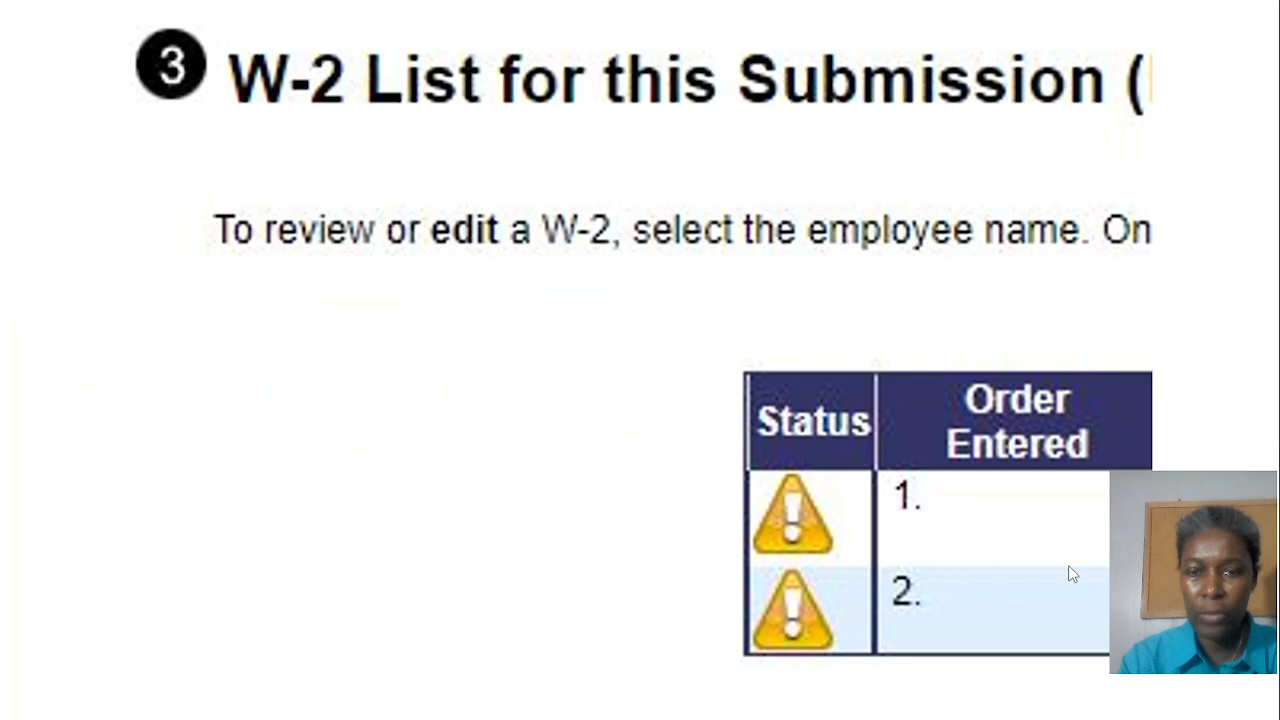 3 W-2 List for this Submission (
To review or edit a W-2, select the employee name. On
Status
Order
Entered
1.
2.